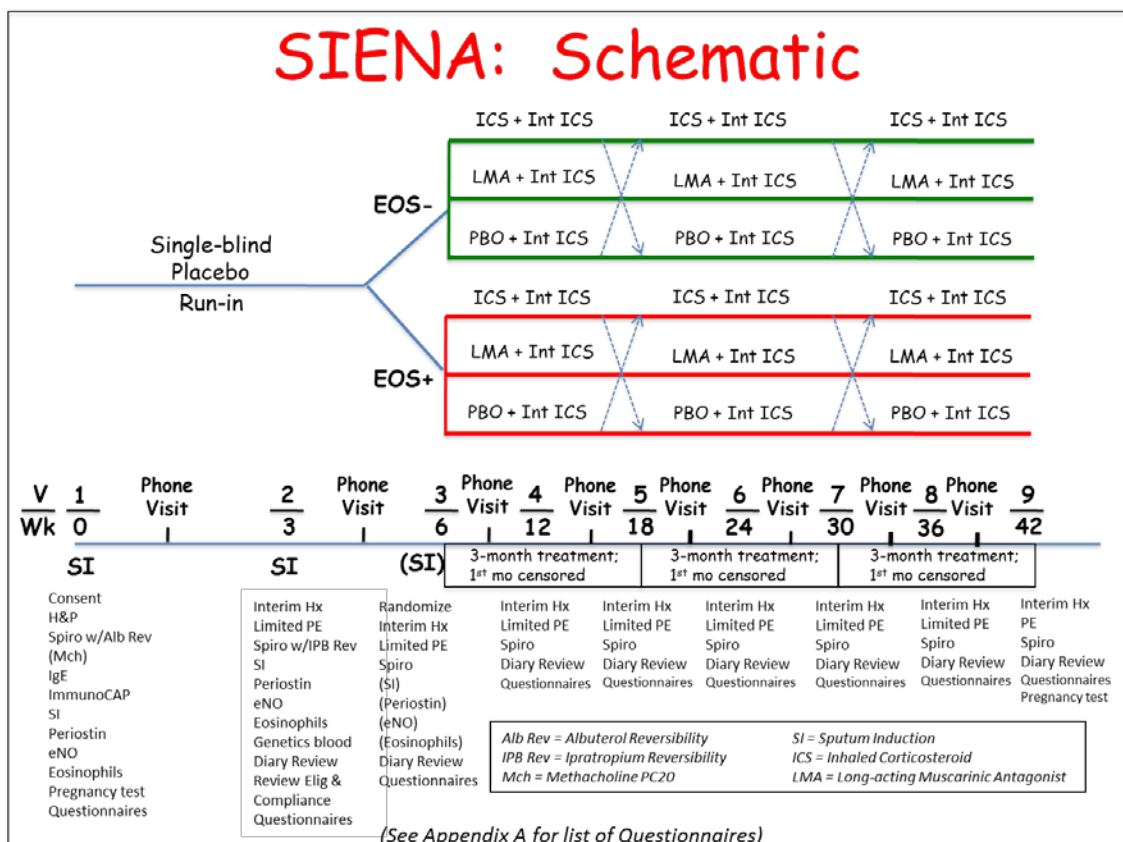 SIENA: Schematic
ICS + Int ICS ICS + Int ICS ICS + Int ICS
LMA + Int ICS LMA + Int ICS LMA + Int ICS
EOS-
PBO + Int ICS PBO + Int ICS PBO + Int ICS
Single-blind
Placebo
Run-in
ICS + Int ICS ICS + Int ICS ICS + Int ICS
LMA + Int ICS LMA + Int ICS LMA + Int ICS
EOS+
PBO + Int ICS PBO + Int ICS PBO + Int ICS
V 1 Phone Visit 2 Phone Visit 3 Phone Visit 4 Phone Visit 5 Phone Visit 6 Phone Visit 7 Phone Visit 8 Phone Visit 9
Wk 0 3 6 12 18 24 30 36 42
SI SI (SI)
3-month treatment;
1st mo censored
3-month treatment;
1st mo censored
3-month treatment;
1st mo censored
Consent
H&P
Spiro w/Alb Rev
(Mch)
IgE
ImmunoCAP
SI
Periostin
eNO
Eosinophils
Pregnancy test
Questionnaires
Interim Hx
Limited PE
Spiro w/IPB Rev
SI
Periostin
eNO
Eosinophils
Genetics blood
Diary Review
Review Elig &
Compliance
Questionnaires
Randomize
Interim Hx
Limited PE
Spiro
(SI)
(Periostin)
(eNO)
(Eosinophils)
Diary Review
Questionnaires
Interim Hx
Limited PE
Spiro
Diary Review
Questionnaires
Interim Hx
Limited PE
Spiro
Diary Review
Questionnaires
Interim Hx
Limited PE
Spiro
Diary Review
Questionnaires
Interim Hx
Limited PE
Spiro
Diary Review
Questionnaires
Interim Hx
Limited PE
Spiro
Diary Review
Questionnaires
Interim Hx
PE
Spiro
Diary Review
Questionnaires
Pregnancy test
Alb Rev = Albuterol Reversibility SI = Sputum Induction
IPB Rev = Ipratropium Reversibility ICS = Inhaled Corticosteroid
Mch = Methacholine PC20 LMA = Long-acting Muscarinic Antagonist
(See Appendix A for list of Questionnaires)